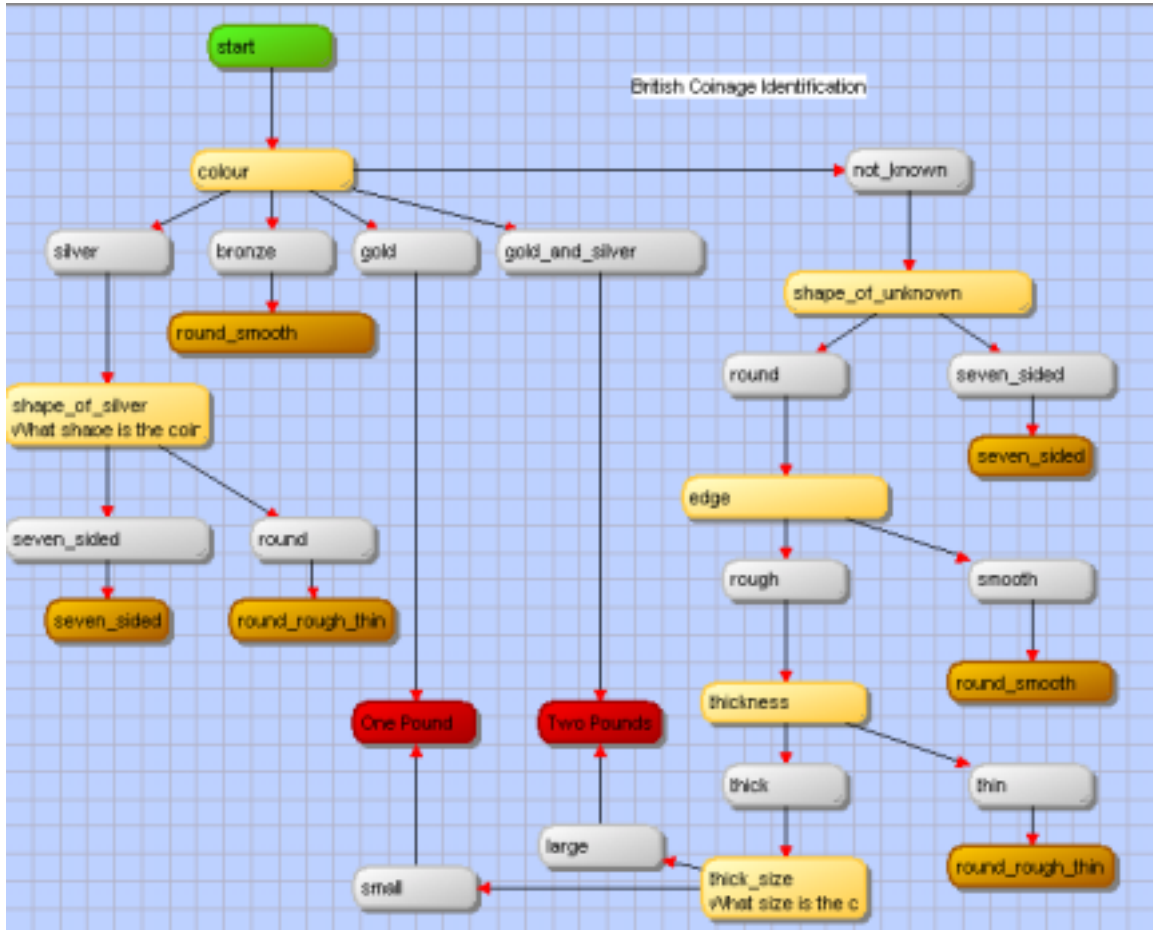 start
British Coinage Identification
colour
not_known
silver
bronze
gold
gold_and_silver
shape_of_unknown
round_smooth
round
seven_sided
shape_of_silver
What shape is the coin
seven_sided
edge
seven_sided
round
rough
smooth
seven_sided
round_rough_thin
round_smooth
thickness
One Pound
Two Pounds
thick
thin
large
round_rough_thin
small
thick_size
What size is the c